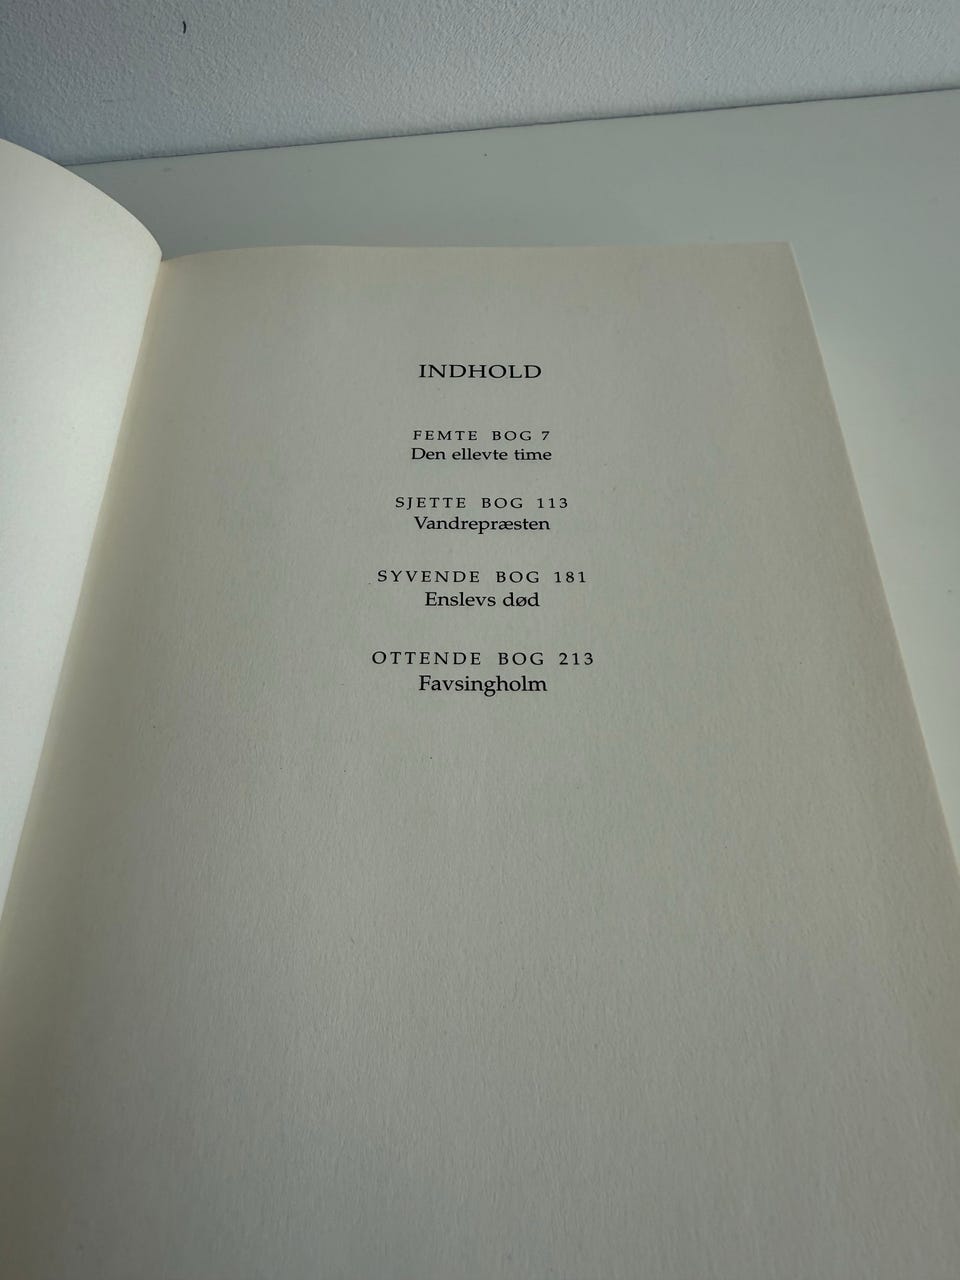 INDHOLD
FEMTE BOG 7
Den ellevte time
SJETTE BOG 113
Vandrepræsten
SYVENDE BOG 181
Enslevs død
OTTENDE BOG 213
Favsingholm